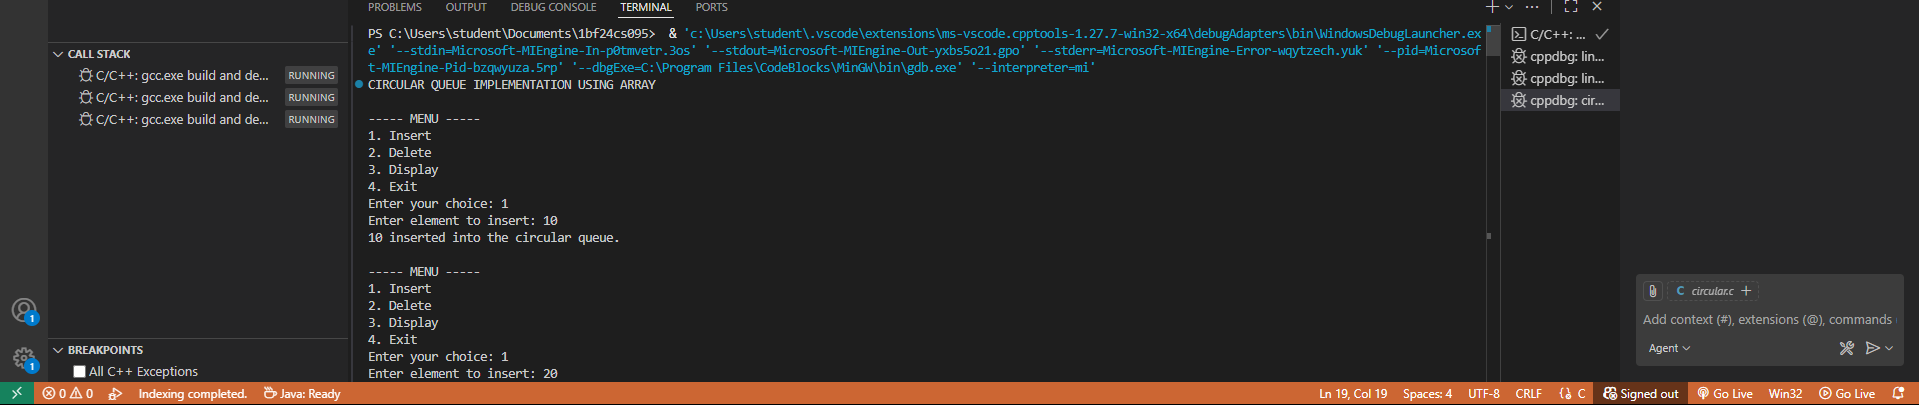 PROBLEMS OUTPUT DEBUG CONSOLE TERMINAL PORTS
CALL STACK
C/C++: gcc.exe build and de... RUNNING
C/C++: gcc.exe build and de... RUNNING
C/C++: gcc.exe build and de... RUNNING
BREAKPOINTS
All C++ Exceptions
1
1
PS C:\Users\student\Documents\1bf24cs095> & 'c:\Users\student\.vscode\extensions\ms-vscode.cpptools-1.27.7-win32-x64\debugAdapters\bin\WindowsDebugLauncher.ex
e' '--stdin=Microsoft-MIEngine-In-p0tmvetr.3os' '--stdout=Microsoft-MIEngine-Out-yxbs5o21.gpo' '--stderr=Microsoft-MIEngine-Error-wqytzech.yuk' '--pid=Microsof
t-MIEngine-Pid-bzqwyuza.5rp' '--dbgExe=C:\Program Files\CodeBlocks\MinGW\bin\gdb.exe' '--interpreter=mi'
CIRCULAR QUEUE IMPLEMENTATION USING ARRAY
----- MENU -----
1. Insert
2. Delete
3. Display
4. Exit
Enter your choice: 1
Enter element to insert: 10
10 inserted into the circular queue.
----- MENU -----
1. Insert
2. Delete
3. Display
4. Exit
Enter your choice: 1
Enter element to insert: 20
C/C++: ...
cppdbg: lin...
cppdbg: lin...
cppdbg: cir...
C circular.c +
Add context (#), extensions (@), commands
Agent
0 0 Indexing completed. Java: Ready Ln 19, Col 19 Spaces: 4 UTF-8 CRLF {} C Signed out Go Live Win32 Go Live